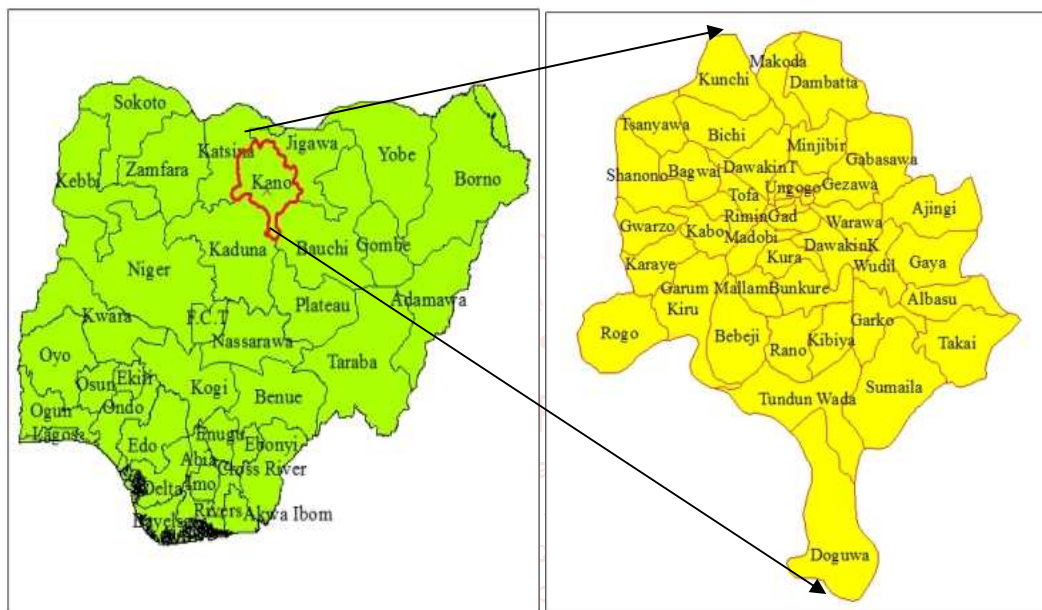 Sokoto
Katsina
Jigawa
Yobe
Zamfara
Kebbi
Kano
Borno
Kaduna
Bauchi
Gombe
Niger
Plateau
Adamawa
Kwara
F.C.T
Nassarawa
Taraba
Oyo
Osun
Ekiti
Kogi
Benue
Ogun
Ondo
Lagos
Edo
Enugu
Ebonyi
Abia
Cross River
Imo
Delta
Rivers
Akwa Ibom
Bayelsa
Makoda
Kunchi
Dambatta
Tsanyawa
Bichi
Minjibir
Gabasawa
Shanono
Bagwai
DawakinT
Ungogo
Gezawa
Tofa
Ajingi
RiminGad
Warawa
Gwarzo
Kabo
Madobi
DawakinK
Karaye
Kura
Wudil
Gaya
Garum
Mallam
Bunkure
Albasu
Kiru
Garko
Rogo
Bebeji
Rano
Kibiya
Takai
Sumaila
Tundun Wada
Doguwa